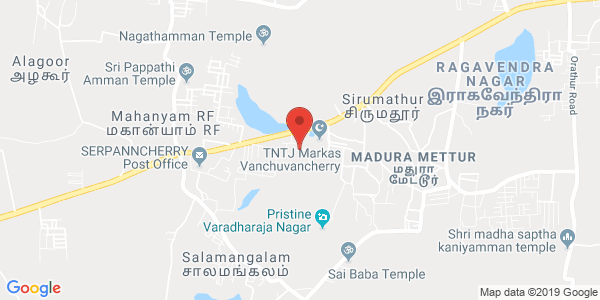 Nagathamman Temple
Alagoor
அழகூர்
Sri Pappathi
Amman Temple
RAGAVENDRA
NAGAR
இராகவேந்திரா
நகர்
Orathur Road
Sirumathur
சிருமதூர்
Mahanyam RF
மகான்யாம் RF
SERPANNCHERRY
Post Office
TNTJ Markas
Vanchuvancherry
MADURA METTUR
மதுரா
மேட்டூர்
Pristine
Varadharaja Nagar
Shri madha saptha
kaniyamman temple
Salamangalam
சாலமங்கலம்
Sai Baba Temple
Google
Map data ©2019 Google